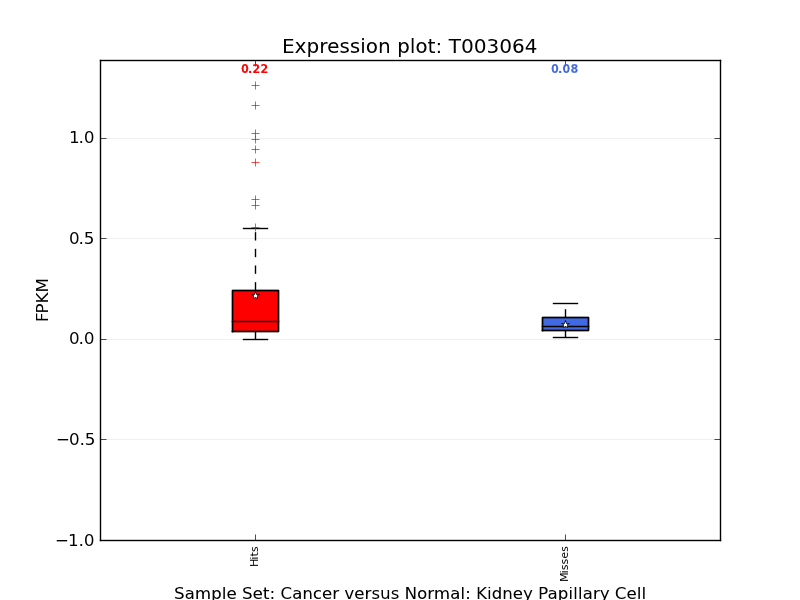 Expression plot: T003064
0.22
0.08
1.0
0.5
0.0
−0.5
−1.0
FPKM
Hits
Misses
Sample Set: Cancer versus Normal: Kidney Papillary Cell